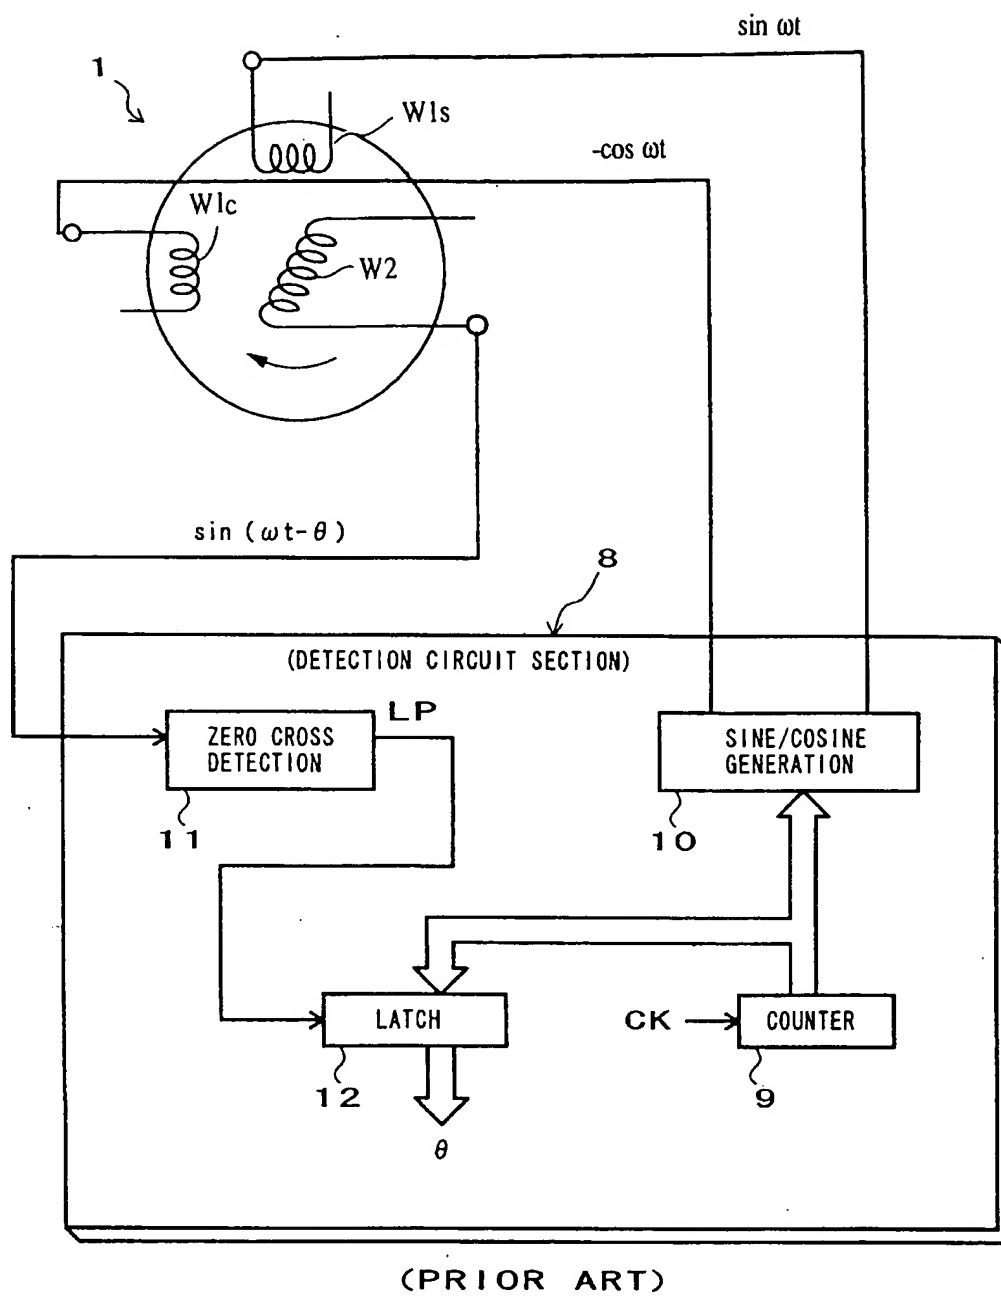 sin ωt
1
W1s
-cos ωt
W1c
W2
sin (ωt-θ)
8
(DETECTION CIRCUIT SECTION)
LP
ZERO CROSS
DETECTION
SINE/COSINE
GENERATION
11
10
LATCH
CK
COUNTER
12
9
θ
(PRIOR ART)